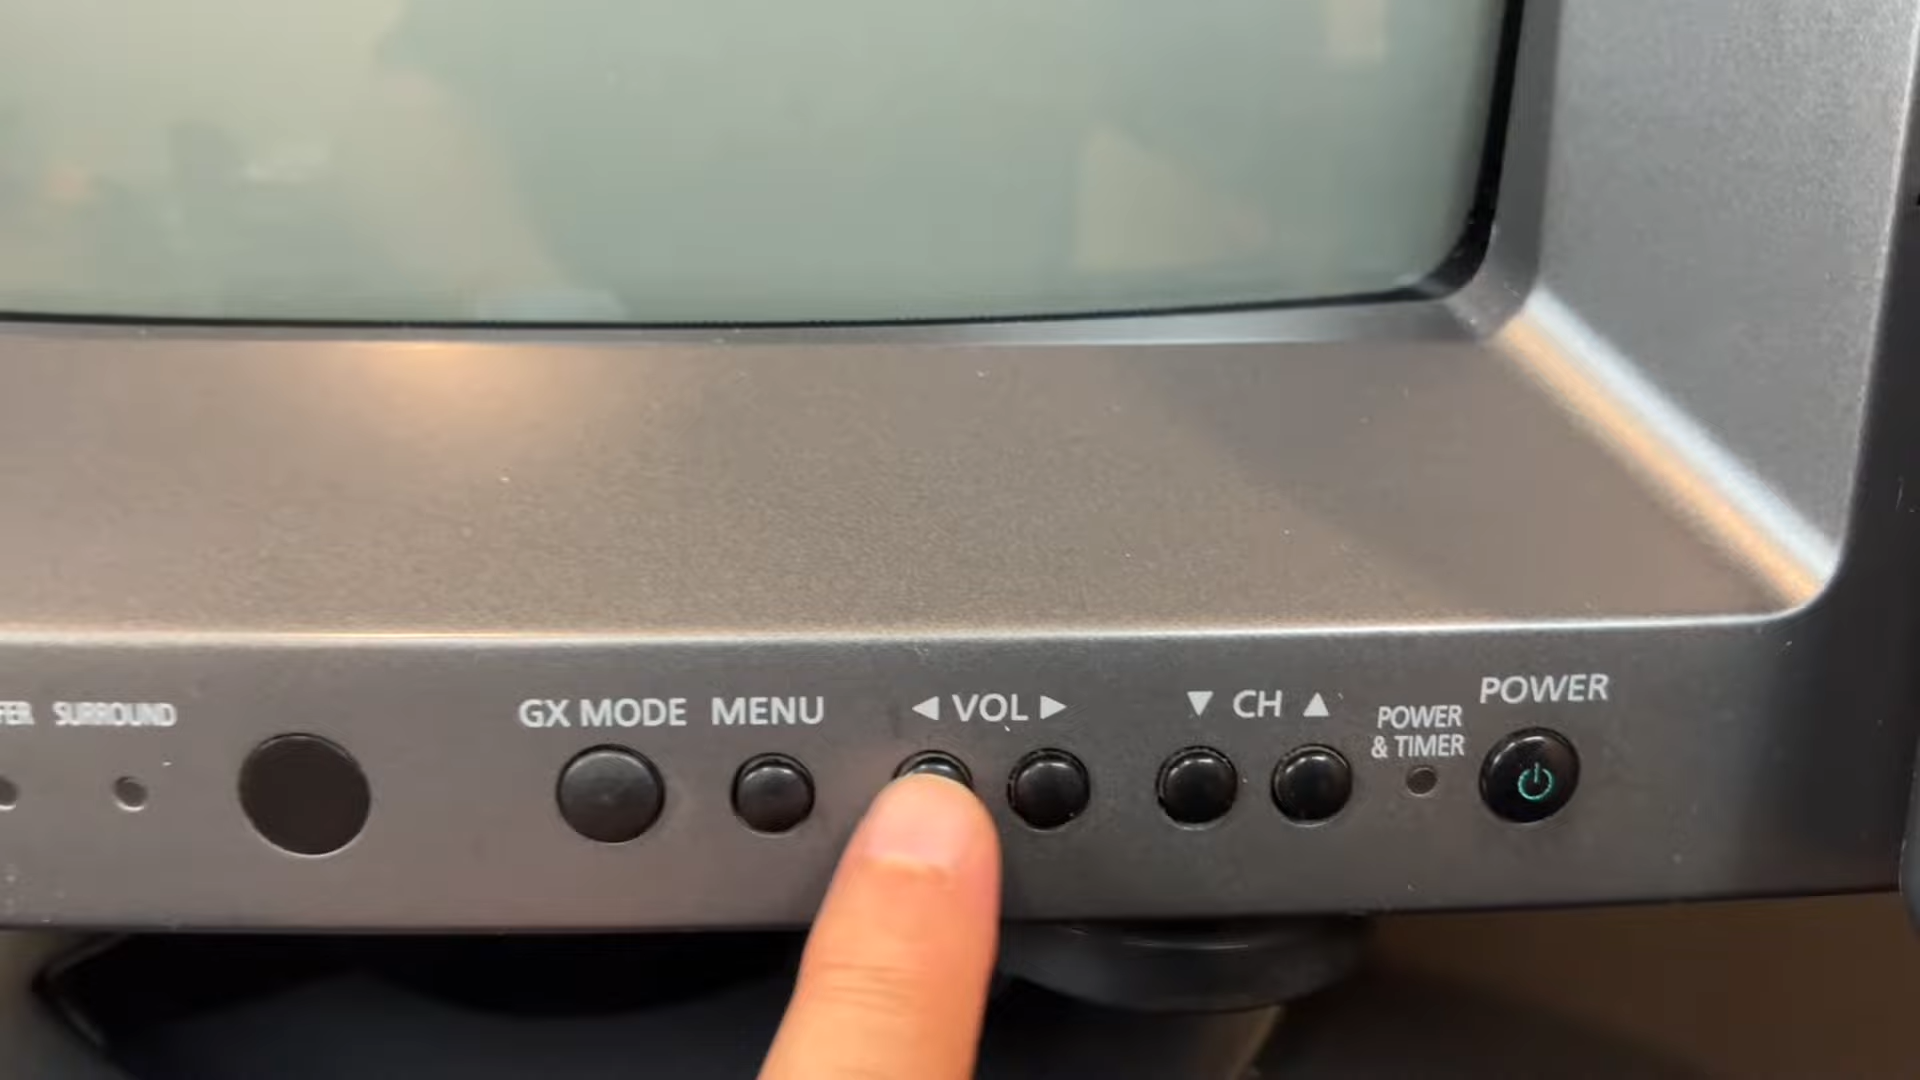 SURROUND
GX MODE
MENU
◀ VOL ▶
▼ CH ▲
POWER
& TIMER
POWER